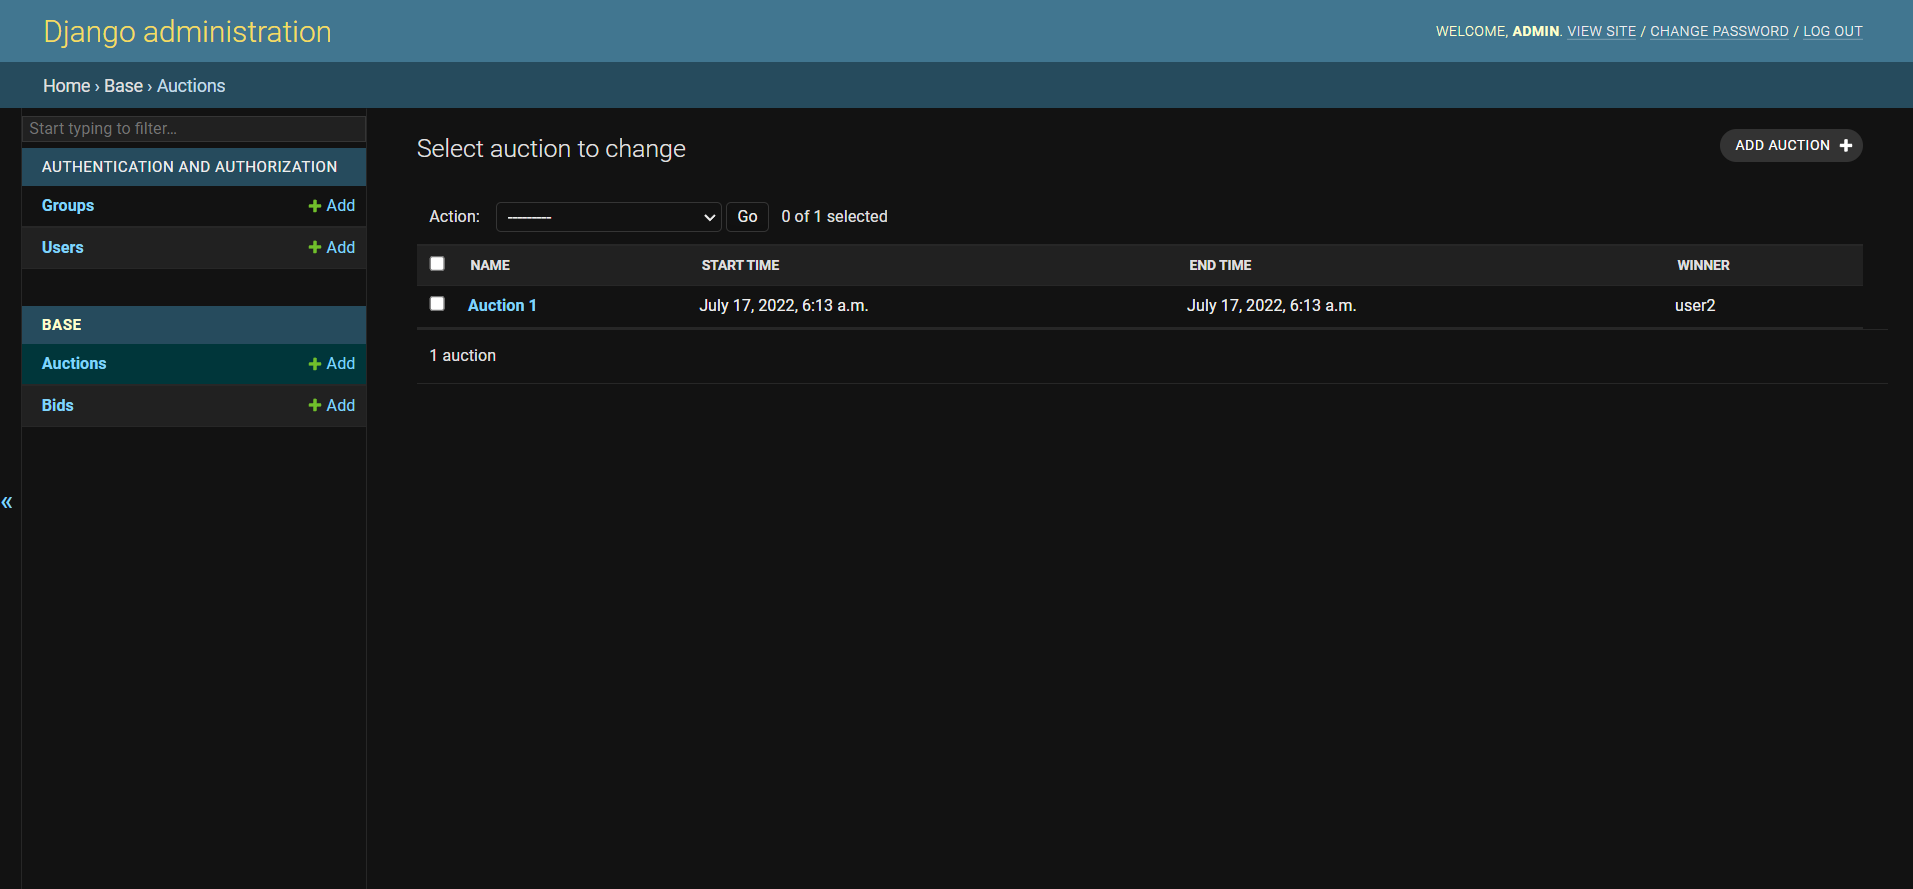 Django administration
WELCOME, ADMIN. VIEW SITE / CHANGE PASSWORD / LOG OUT
Home › Base › Auctions
Start typing to filter...
AUTHENTICATION AND AUTHORIZATION
Groups + Add
Users + Add
BASE
Auctions + Add
Bids + Add
«
Select auction to change
ADD AUCTION +
Action: --------- Go 0 of 1 selected
NAME START TIME END TIME WINNER
Auction 1 July 17, 2022, 6:13 a.m. July 17, 2022, 6:13 a.m. user2
1 auction